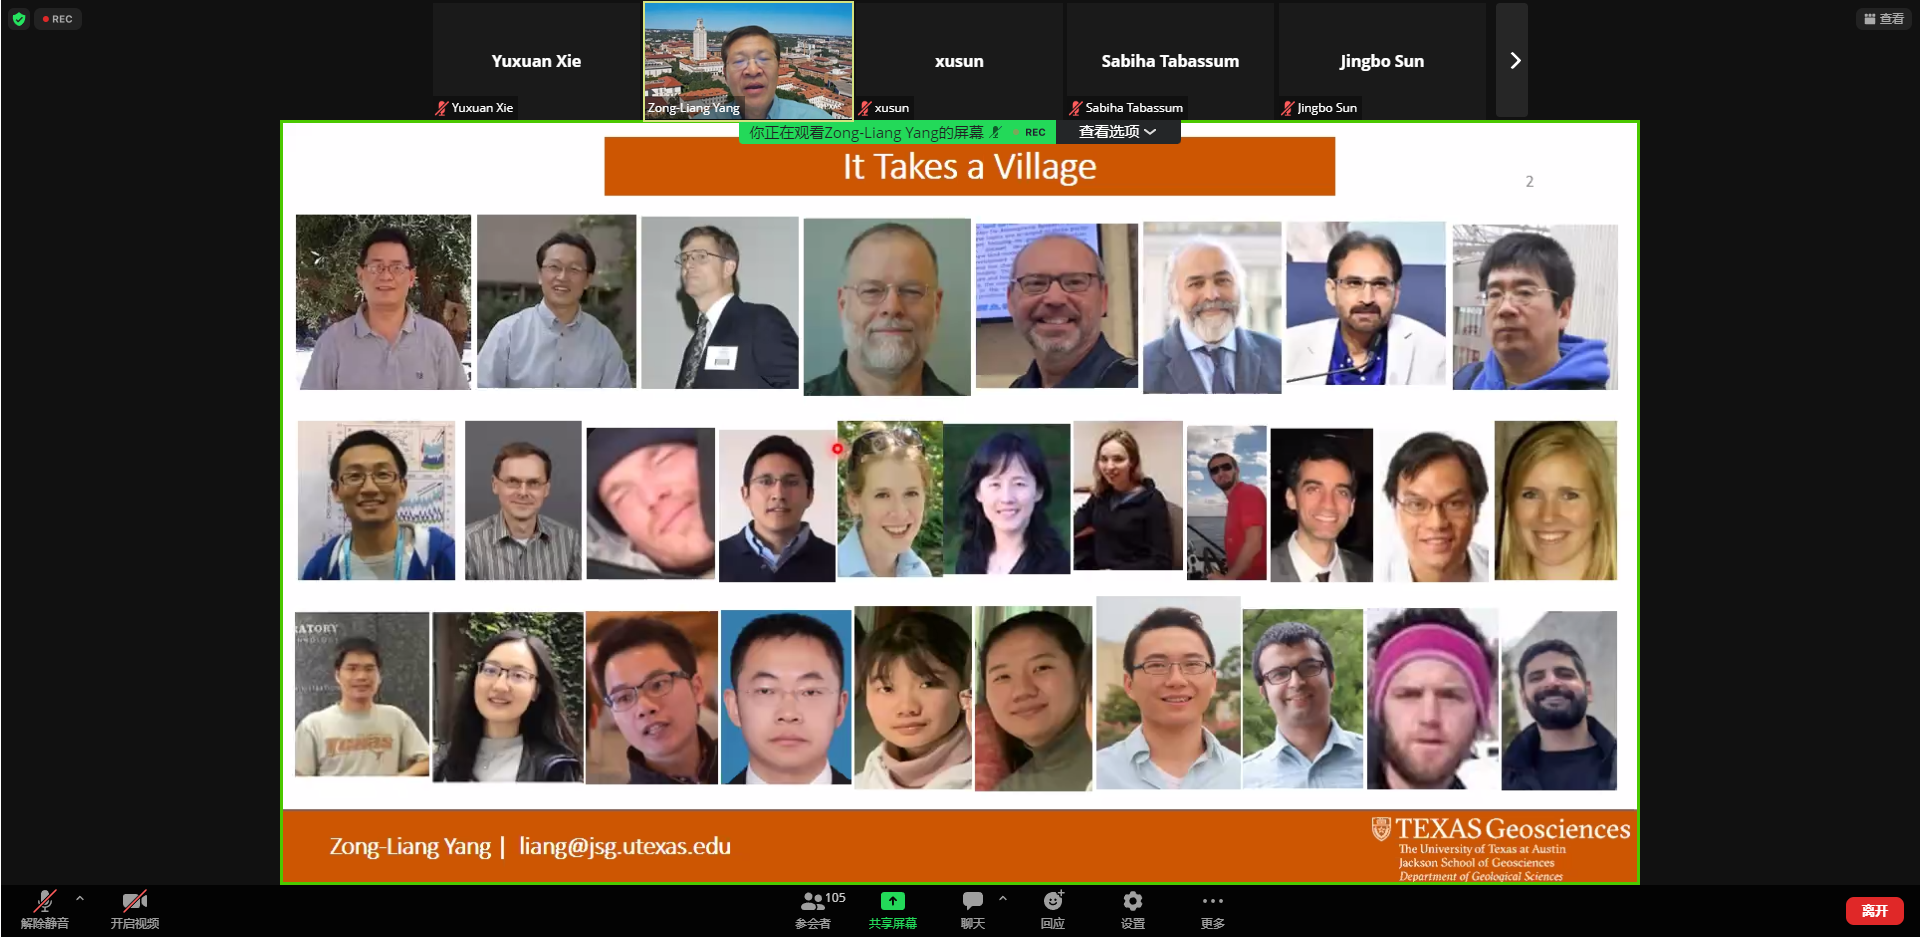 REC
查看
Yuxuan Xie
xusun
Sabiha Tabassum
Jingbo Sun
Yuxuan Xie
Zong-Liang Yang
xusun
Sabiha Tabassum
Jingbo Sun
你正在观看Zong-Liang Yang的屏幕
REC
查看选项
It Takes a Village
2
RATORY
Zong-Liang Yang | liang@jsg.utexas.edu
TEXAS Geosciences
The University of Texas at Austin
Jackson School of Geosciences
Department of Geological Sciences
解除静音
开启视频
105
参会者
共享屏幕
聊天
回应
设置
更多
离开